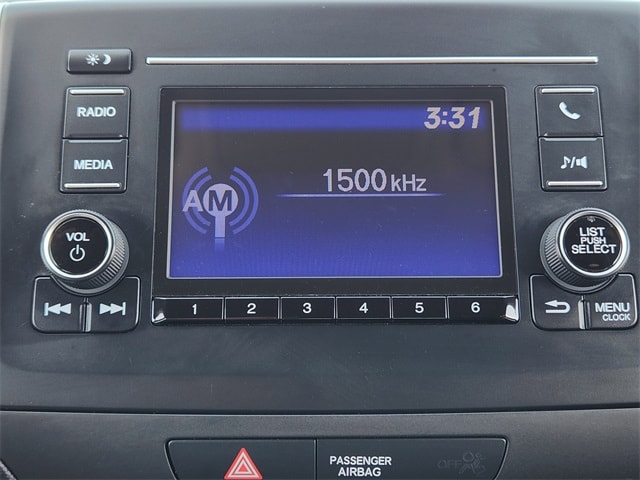 RADIO
MEDIA
3:31
1500 kHz
AM
VOL
LIST
PUSH
SELECT
1 2 3 4 5 6
MENU
CLOCK
PASSENGER
AIRBAG
OFF